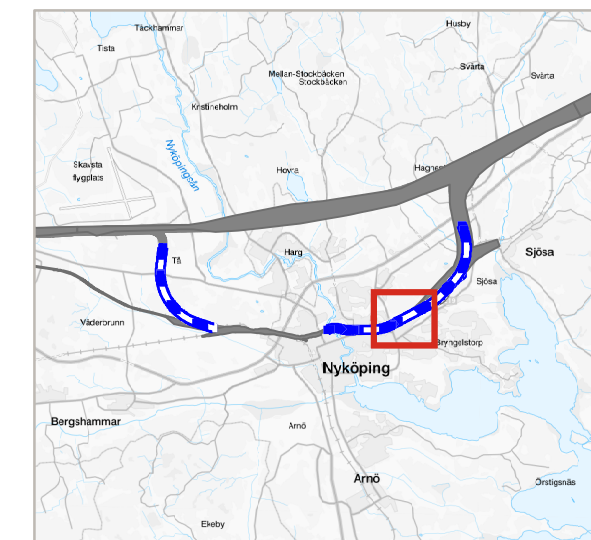 Täckhammar
Husby
Tista
Svärta
Mellan-Stockbäcken
Stockbäcken
Svärta
Kristineholm
Nyköpingsån
Skavsta
flygplats
Hovra
Harg
Tå
Sjösa
Sjösa
Väderbrunn
Bryngelstorp
Nyköping
Bergshammar
Arnö
Arnö
Örstigsnäs
Ekeby